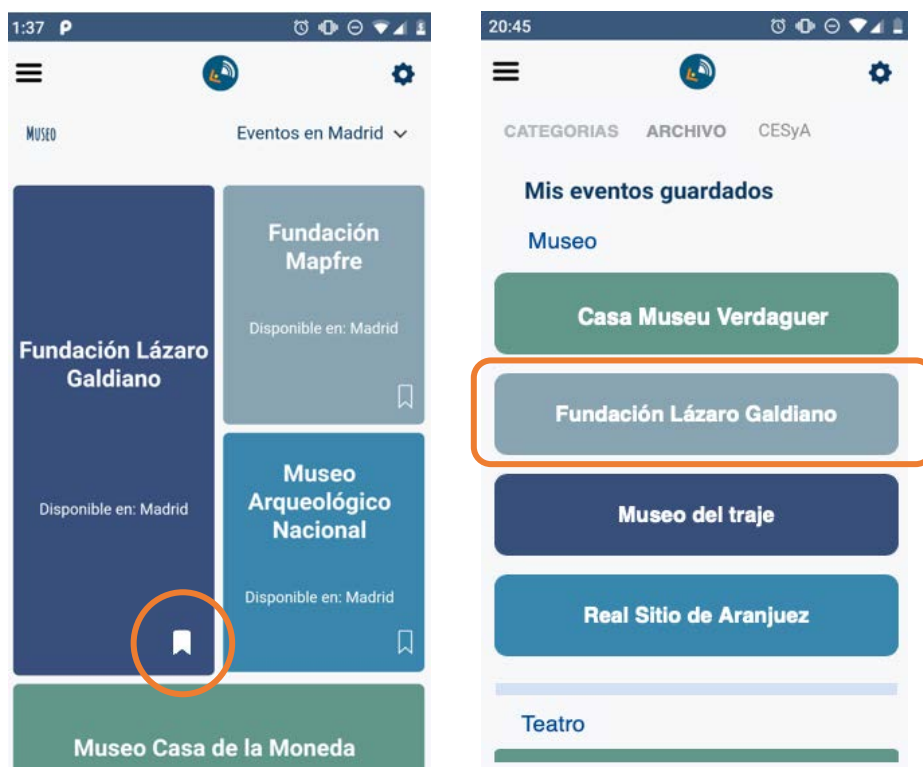 1:37
MUSEO
Eventos en Madrid
Fundación Lázaro
Galdiano
Disponible en: Madrid
Fundación
Mapfre
Disponible en: Madrid
Museo
Arqueológico
Nacional
Disponible en: Madrid
Museo Casa de la Moneda
20:45
CATEGORIAS ARCHIVO CESyA
Mis eventos guardados
Museo
Casa Museu Verdaguer
Fundación Lázaro Galdiano
Museo del traje
Real Sitio de Aranjuez
Teatro